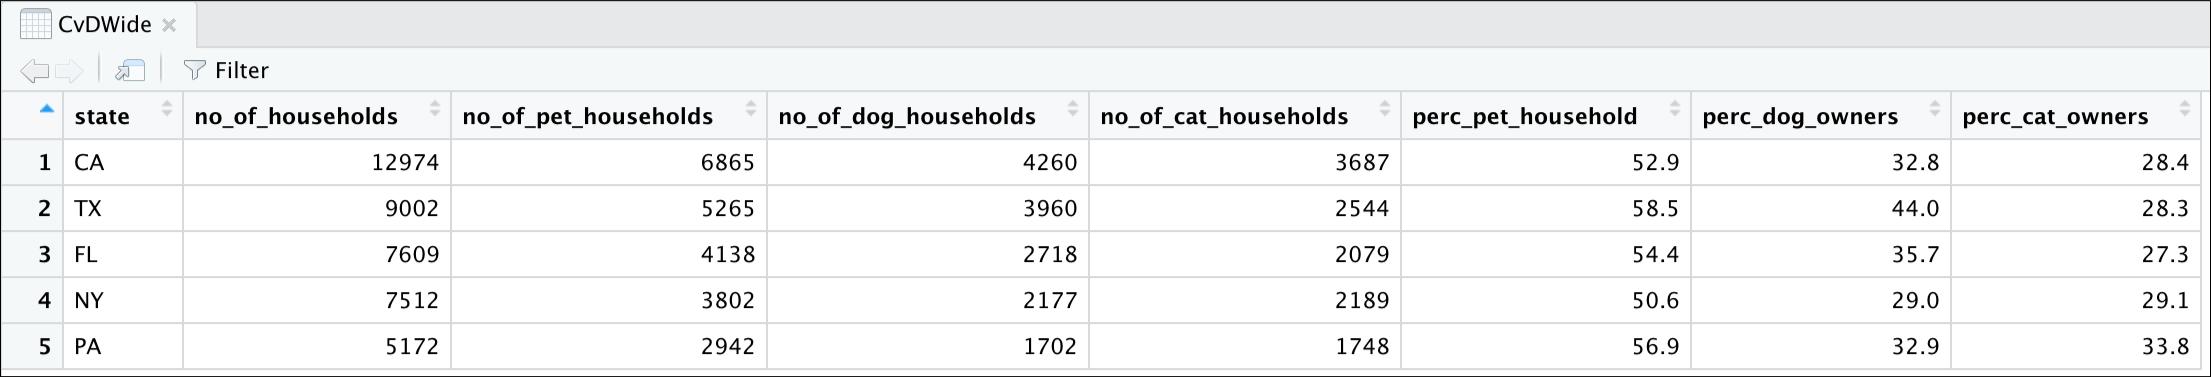 CvDWide
Filter
state no_of_households no_of_pet_households no_of_dog_households no_of_cat_households perc_pet_household perc_dog_owners perc_cat_owners
1 CA 12974 6865 4260 3687 52.9 32.8 28.4
2 TX 9002 5265 3960 2544 58.5 44.0 28.3
3 FL 7609 4138 2718 2079 54.4 35.7 27.3
4 NY 7512 3802 2177 2189 50.6 29.0 29.1
5 PA 5172 2942 1702 1748 56.9 32.9 33.8